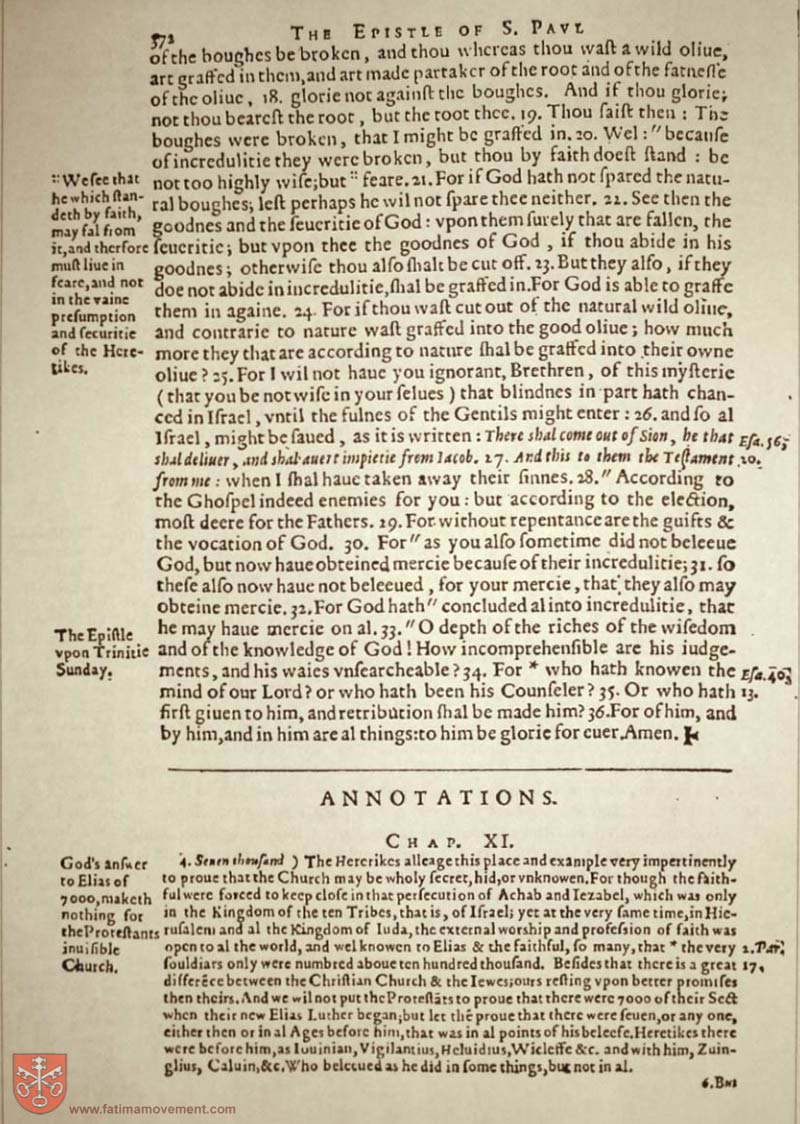 572
THE EPISTLE OF S. PAVL
of the boughes be broken, and thou whereas thou waſt a wild oliue,
art graffed in them, and art made partaker of the root and of the fatneſſe
of the oliue, 18. glorie not againſt the boughes. And if thou glorie;
not thou beareſt the root, but the root thee. 19. Thou ſaiſt then: The
boughes were broken, that I might be graffed in. 20. Wel: " becauſe
of incredulitie they were broken, but thou by faith doeſt ſtand: be
not too highly wiſe; but :: feare. 21. For if God hath not ſpared the natu-
ral boughes; leſt perhaps he wil not ſpare thee neither. 22. See then the
goodnes and the ſeueritie of God: vpon them ſurely that are fallen, the
ſeueritie; but vpon thee the goodnes of God, if thou abide in his
goodnes; otherwiſe thou alſo ſhalt be cut off. 23. But they alſo, if they
doe not abide in incredulitie, ſhal be graffed in. For God is able to graffe
them in againe. 24. For if thou waſt cut out of the natural wild oliue,
and contrarie to nature waſt graffed into the good oliue; how much
more they that are according to nature ſhal be graffed into their owne
oliue? 25. For I wil not haue you ignorant, Brethren, of this myſterie
(that you be not wiſe in your ſelues) that blindnes in part hath chan-
ced in Iſrael, vntil the fulnes of the Gentils might enter: 26. and ſo al
Iſrael, might be ſaued, as it is written: There shal come out of Sion, he that
shal deliuer, and shal auert impietie from Iacob. 27. And this to them the Teſtament
from me: when I ſhal haue taken away their ſinnes. 28. " According to
the Ghoſpel indeed enemies for you: but according to the election,
moſt deere for the Fathers. 29. For without repentance are the guifts &
the vocation of God. 30. For " as you alſo ſometime did not beleeue
God, but now haue obteined mercie becauſe of their incredulitie; 31. ſo
theſe alſo now haue not beleeued, for your mercie, that they alſo may
obteine mercie. 32. For God hath " concluded al into incredulitie, that
he may haue mercie on al. 33. " O depth of the riches of the wiſedom
and of the knowledge of God! How incomprehenſible are his iudge-
ments, and his waies vnſearcheable? 34. For * who hath knowen the
mind of our Lord? or who hath been his Counſeler? 35. Or who hath
firſt giuen to him, and retribution ſhal be made him? 36. For of him, and
by him, and in him are al things: to him be glorie for euer. Amen.
:: We ſee that
he which ſtan-
deth by faith,
may fal from
it, and therfore
muſt liue in
feare, and not
in the vaine
preſumption
and ſecuritie
of the Here-
tikes.
Eſa. 59,
20.
The Epiſtle
vpon Trinitie
Sunday.
Eſa. 40,
13.
ANNOTATIONS.
CHAP. XI.
4. Seuen thouſand ) The Heretikes alleage this place and example very impertinently
to proue that the Church may be wholy ſecret, hid, or vnknowen. For though the faith-
ful were forced to keep cloſe in that perſecution of Achab and Iezabel, which was only
in the Kingdom of the ten Tribes, that is, of Iſrael; yet at the very ſame time, in Hie-
ruſalem and al the Kingdom of Iuda, the external worship and profeſſion of faith was
open to al the world, and wel knowen to Elias & the faithful, ſo many, that * the very
ſouldiars only were numbred aboue ten hundred thouſand. Beſides that there is a great
differēce between the Chriſtian Church & the Iewes; ours reſting vpon better promiſes
then theirs. And we wil not put the Proteſtāts to proue that there were 7000 of their Sect
when their new Elias Luther began; but let thē proue that there were ſeuen, or any one,
either then or in al Ages before him, that was in al points of his beleefe. Heretikes there
were before him, as Iouinian, Vigilantius, Heluidius, Wicleffe &c. and with him, Zuin-
glius, Caluin, &c. Who beleeued as he did in ſome things, but not in al.
6. But
God's anſwer
to Elias of
7000, maketh
nothing for
the Proteſtants
inuiſible
Church.
2. Par.
17,
www.fatimamovement.com